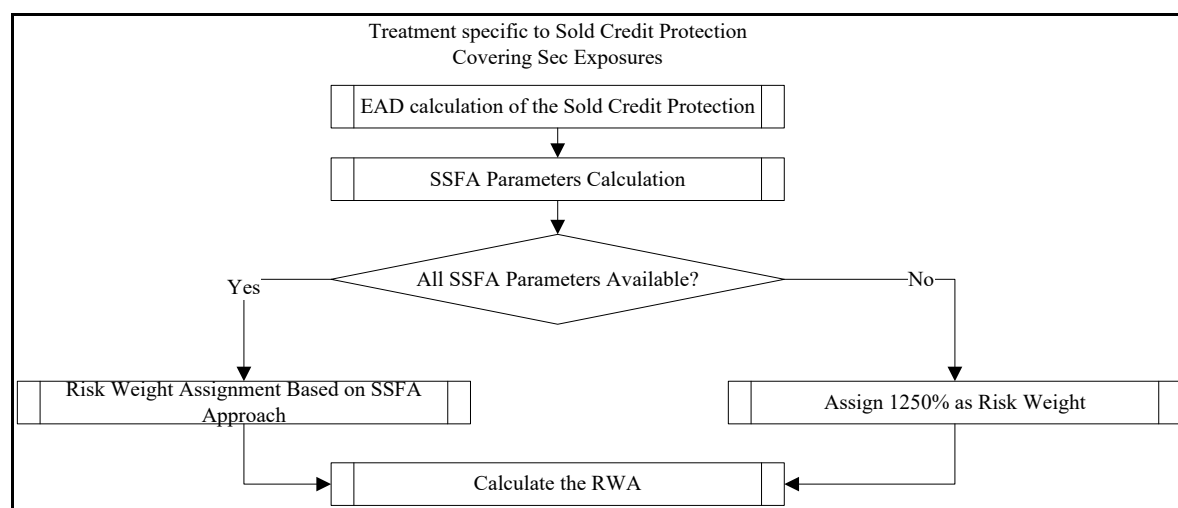 Treatment specific to Sold Credit Protection
Covering Sec Exposures
EAD calculation of the Sold Credit Protection
SSFA Parameters Calculation
All SSFA Parameters Available?
Yes
No
Risk Weight Assignment Based on SSFA
Approach
Assign 1250% as Risk Weight
Calculate the RWA